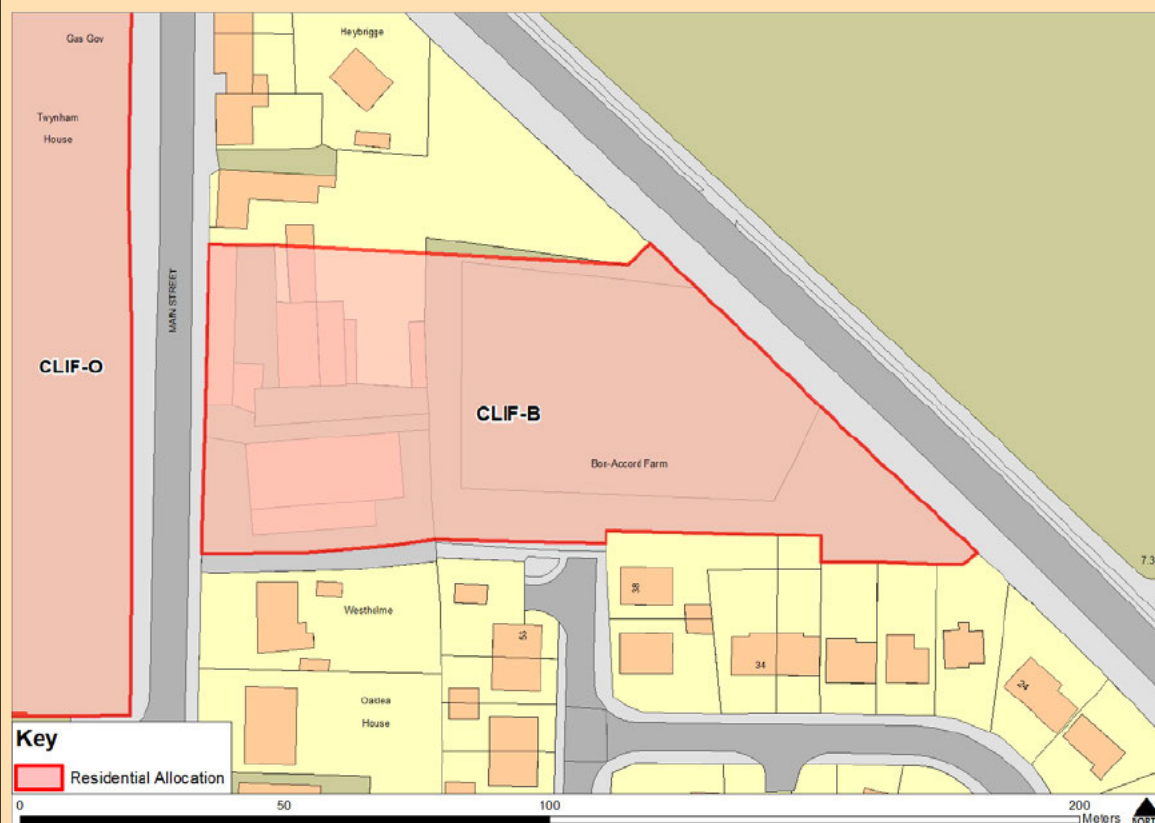 Gas Gov
Heybrigge
Twynham
House
MAIN STREET
CLIF-O
CLIF-B
Bon-Accord Farm
7.3
38
Westholme
53
34
24
Oaklea
House
Key
Residential Allocation
0
50
100
200
Meters
NORTH